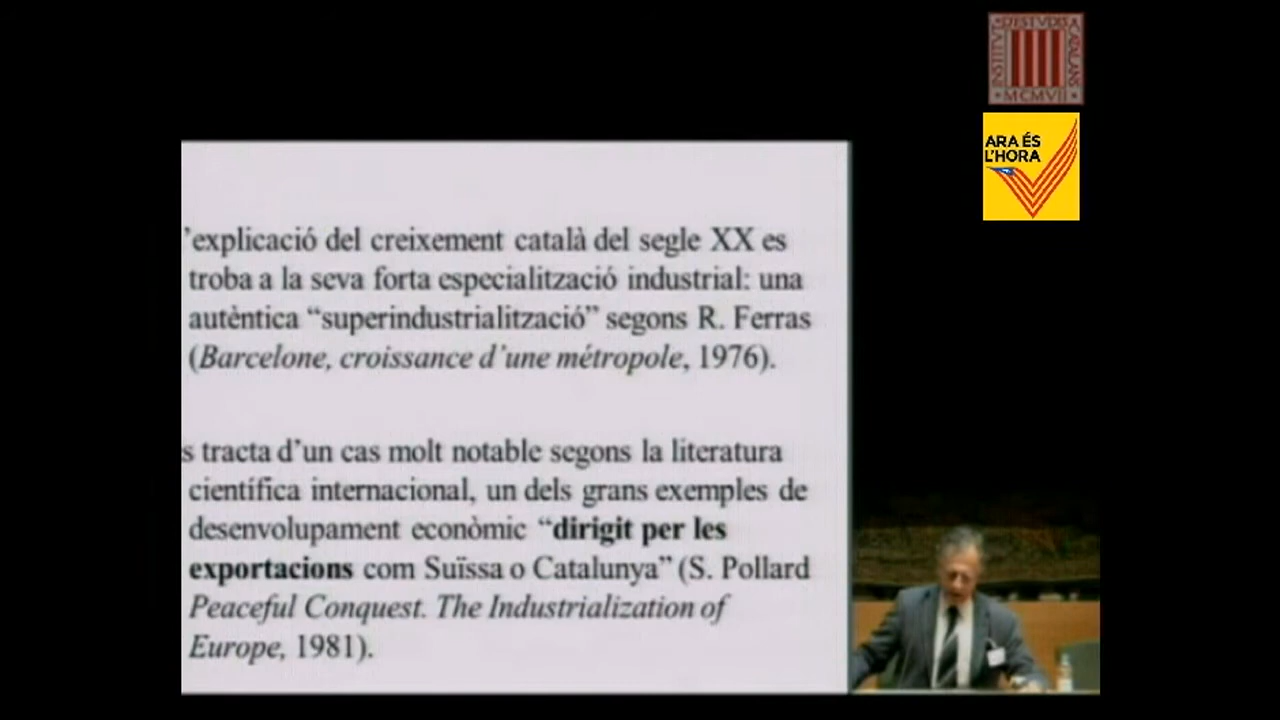 INSTITUT
D'ESTVDIS
CATALANS
MCMVII
ARA ÉS
L'HORA
'explicació del creixement català del segle XX es
troba a la seva forta especialització industrial: una
autèntica “superindustrialització” segons R. Ferras
(Barcelone, croissance d'une métropole, 1976).
s tracta d'un cas molt notable segons la literatura
científica internacional, un dels grans exemples de
desenvolupament econòmic “dirigit per les
exportacions com Suïssa o Catalunya” (S. Pollard
Peaceful Conquest. The Industrialization of
Europe, 1981).